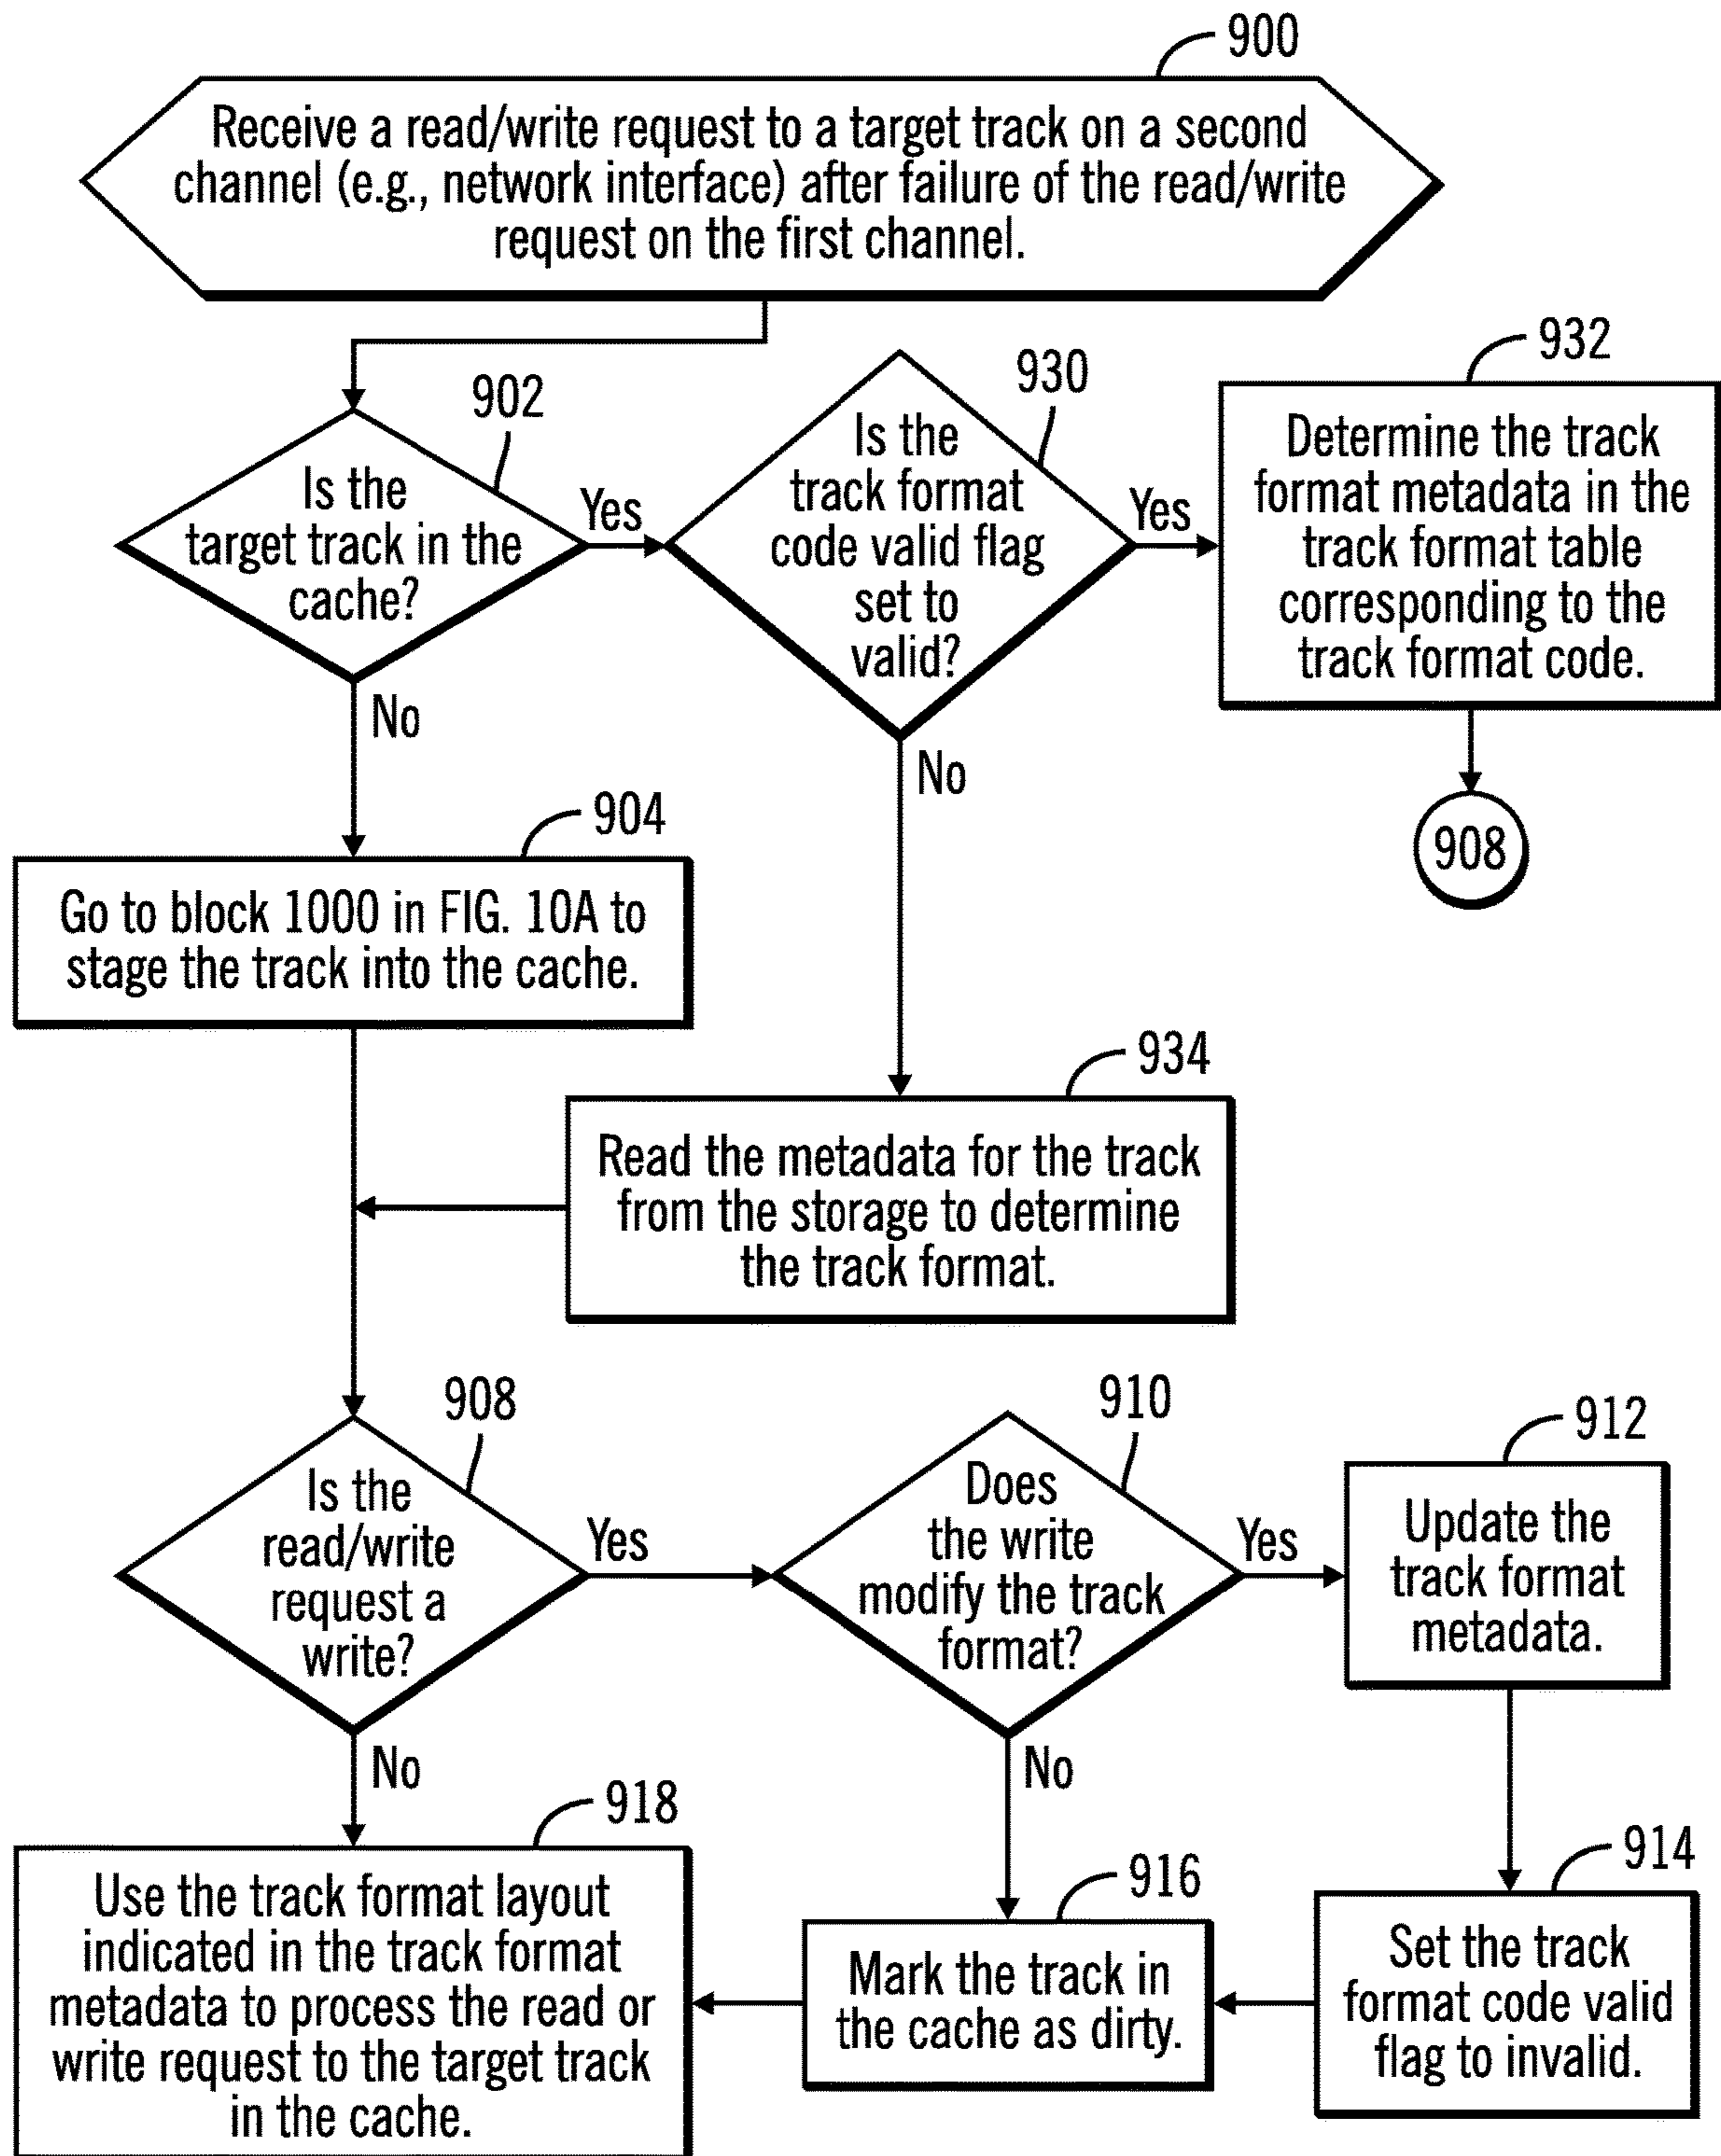 900
Receive a read/write request to a target track on a second
channel (e.g., network interface) after failure of the read/write
request on the first channel.
902
Is the
target track in the
cache?
Yes
No
930
Is the
track format
code valid flag
set to
valid?
Yes
No
932
Determine the track
format metadata in the
track format table
corresponding to the
track format code.
908
904
Go to block 1000 in FIG. 10A to
stage the track into the cache.
934
Read the metadata for the track
from the storage to determine
the track format.
908
Is the
read/write
request a
write?
Yes
No
910
Does
the write
modify the track
format?
Yes
No
912
Update the
track format
metadata.
914
Set the track
format code valid
flag to invalid.
916
Mark the track in
the cache as dirty.
918
Use the track format layout
indicated in the track format
metadata to process the read or
write request to the target track
in the cache.